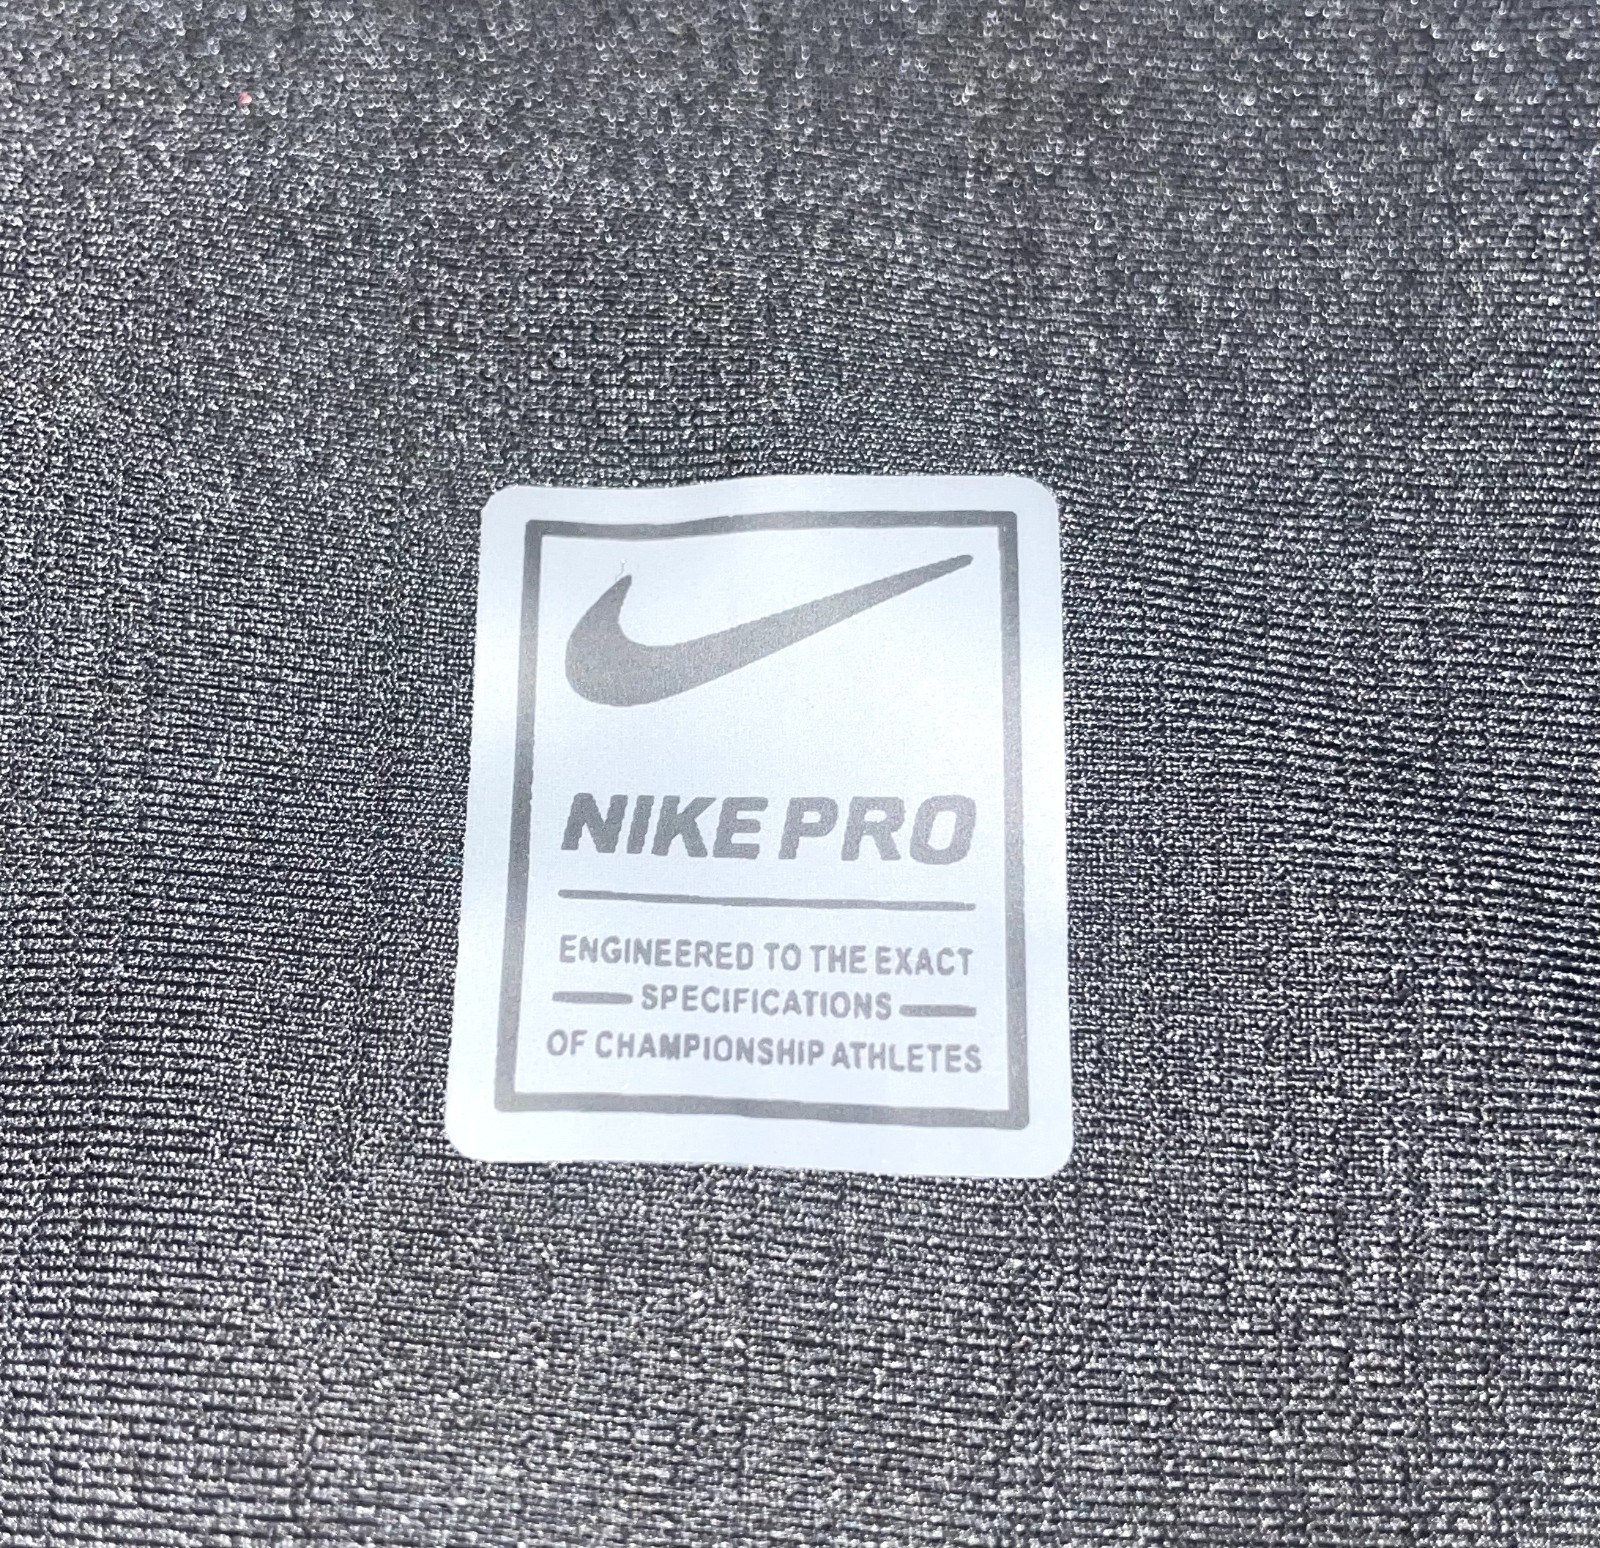 NIKE PRO
ENGINEERED TO THE EXACT
SPECIFICATIONS
OF CHAMPIONSHIP ATHLETES